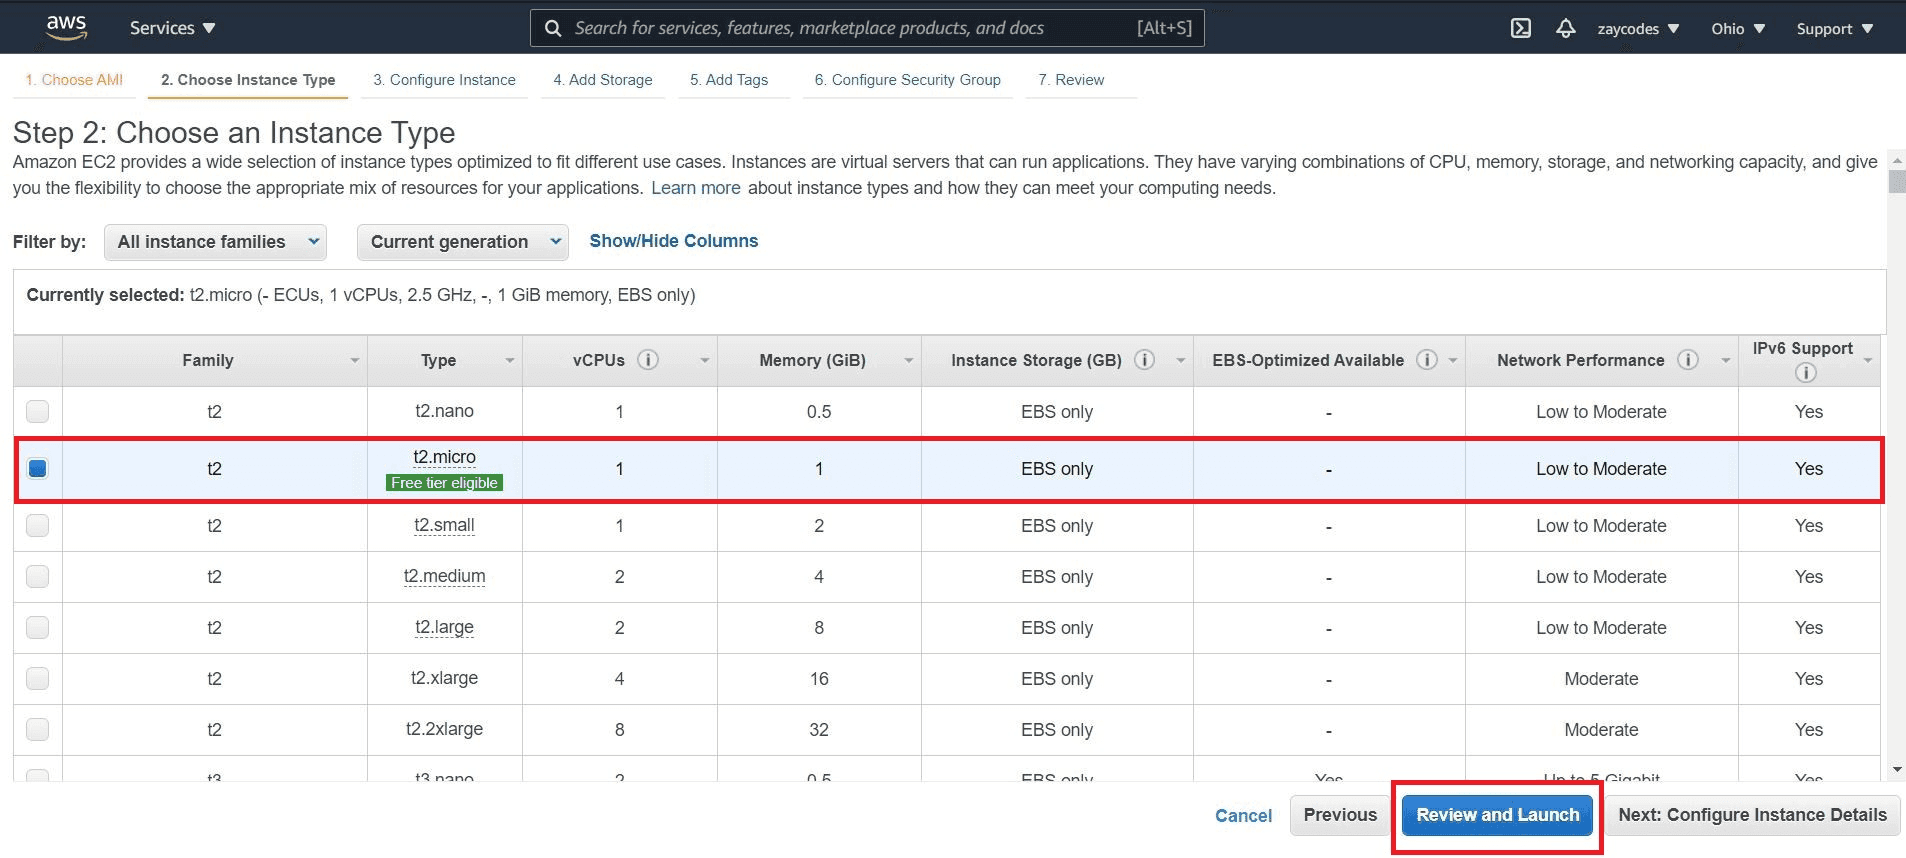 aws Services Search for services, features, marketplace products, and docs [Alt+S] zaycodes Ohio Support
1. Choose AMI 2. Choose Instance Type 3. Configure Instance 4. Add Storage 5. Add Tags 6. Configure Security Group 7. Review
Step 2: Choose an Instance Type
Amazon EC2 provides a wide selection of instance types optimized to fit different use cases. Instances are virtual servers that can run applications. They have varying combinations of CPU, memory, storage, and networking capacity, and give
you the flexibility to choose the appropriate mix of resources for your applications. Learn more about instance types and how they can meet your computing needs.
Filter by: All instance families Current generation Show/Hide Columns
Currently selected: t2.micro (- ECUs, 1 vCPUs, 2.5 GHz, -, 1 GiB memory, EBS only)
Family Type vCPUs Memory (GiB) Instance Storage (GB) EBS-Optimized Available Network Performance IPv6 Support
t2 t2.nano 1 0.5 EBS only - Low to Moderate Yes
t2 t2.micro 1 1 EBS only - Low to Moderate Yes
Free tier eligible
t2 t2.small 1 2 EBS only - Low to Moderate Yes
t2 t2.medium 2 4 EBS only - Low to Moderate Yes
t2 t2.large 2 8 EBS only - Low to Moderate Yes
t2 t2.xlarge 4 16 EBS only - Moderate Yes
t2 t2.2xlarge 8 32 EBS only - Moderate Yes
t3 t3.nano 2 0.5 EBS only Yes Up to 5 Gigabit Yes
Cancel Previous Review and Launch Next: Configure Instance Details